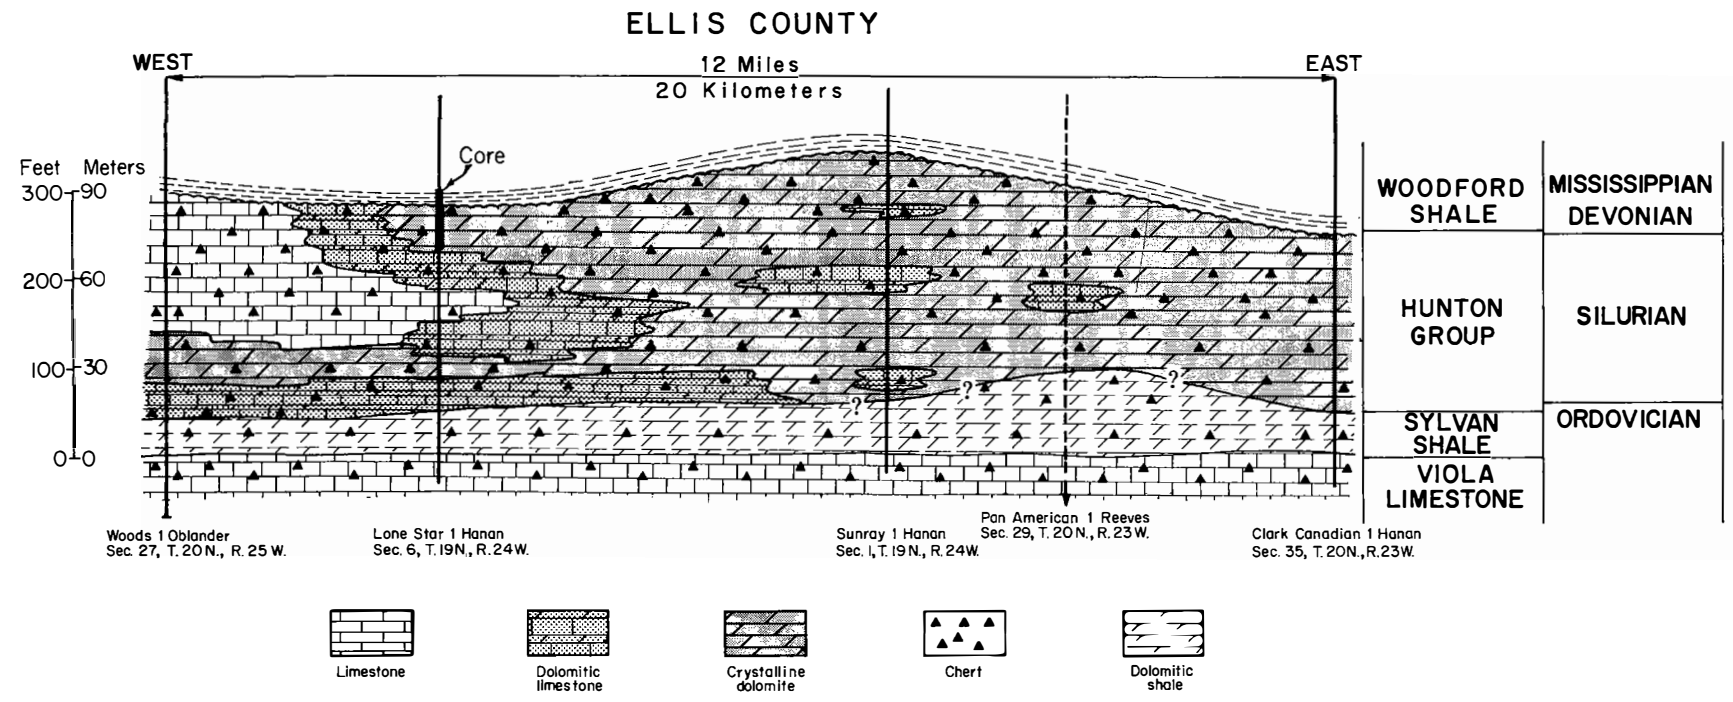 ELLIS COUNTY
WEST
12 Miles
EAST
20 Kilometers
Core
Feet Meters
300 90
200 60
100 30
0 0
? ? ?
WOODFORD
SHALE
MISSISSIPPIAN
DEVONIAN
HUNTON
GROUP
SILURIAN
SYLVAN
SHALE
ORDOVICIAN
VIOLA
LIMESTONE
Woods 1 Oblander
Sec. 27, T. 20 N., R. 25 W.
Lone Star 1 Hanan
Sec. 6, T. 19 N., R. 24 W.
Sunray 1 Hanan
Sec. 1, T. 19 N., R. 24 W.
Pan American 1 Reeves
Sec. 29, T. 20 N., R. 23 W.
Clark Canadian 1 Hanan
Sec. 35, T. 20 N., R. 23 W.
Limestone
Dolomitic
limestone
Crystalline
dolomite
Chert
Dolomitic
shale